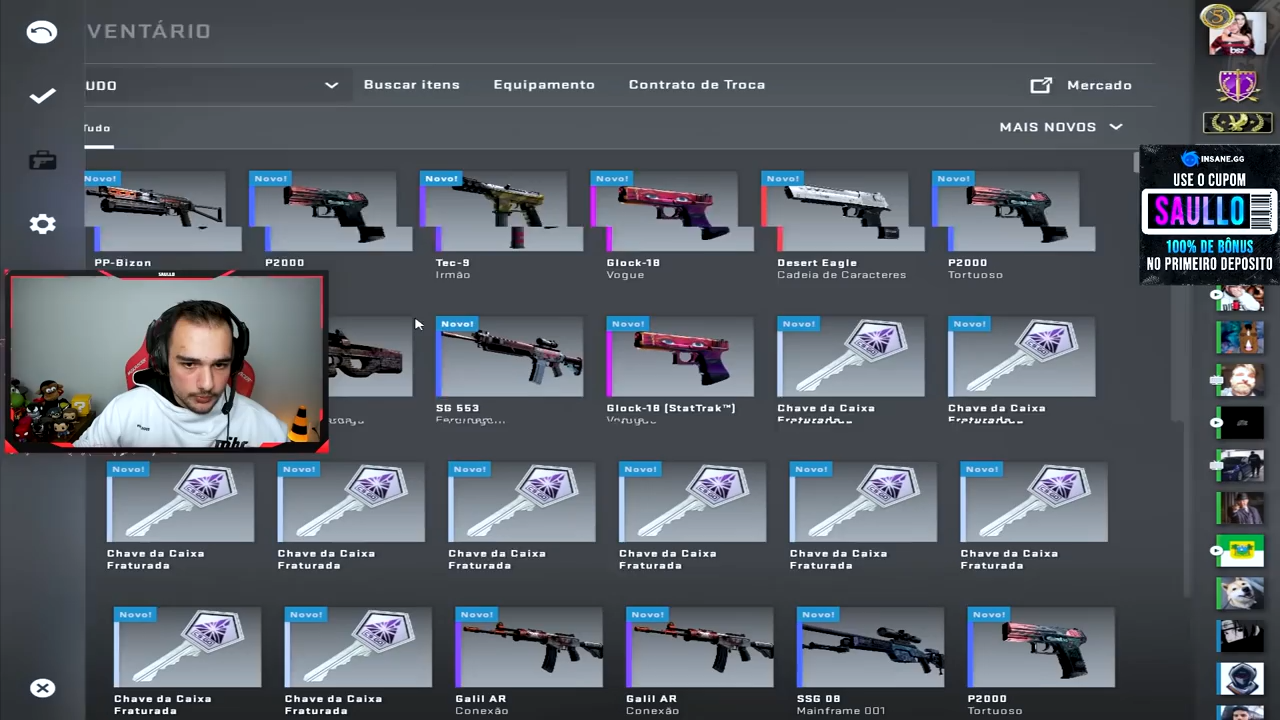 VENTÁRIO
UDO
Buscar itens
Equipamento
Contrato de Troca
Mercado
Tudo
MAIS NOVOS
Novo!
Novo!
Novo!
Novo!
Novo!
Novo!
PP-Bizon
P2000
Tec-9
Irmão
Glock-18
Vogue
Desert Eagle
Cadeia de Caracteres
P2000
Tortuoso
INSANE.GG
USE O CUPOM
SAULLO
100% DE BÔNUS
NO PRIMEIRO DEPOSITO
SAULLO
Novo!
Novo!
Novo!
Novo!
SG 553
Glock-18 (StatTrak™)
Chave da Caixa
Fraturada
Chave da Caixa
Fraturada
Novo!
Novo!
Novo!
Novo!
Novo!
Novo!
Chave da Caixa
Fraturada
Chave da Caixa
Fraturada
Chave da Caixa
Fraturada
Chave da Caixa
Fraturada
Chave da Caixa
Fraturada
Chave da Caixa
Fraturada
Novo!
Novo!
Novo!
Novo!
Novo!
Novo!
Chave da Caixa
Fraturada
Chave da Caixa
Fraturada
Galil AR
Conexão
Galil AR
Conexão
SSG 08
Mainframe 001
P2000
Tortuoso